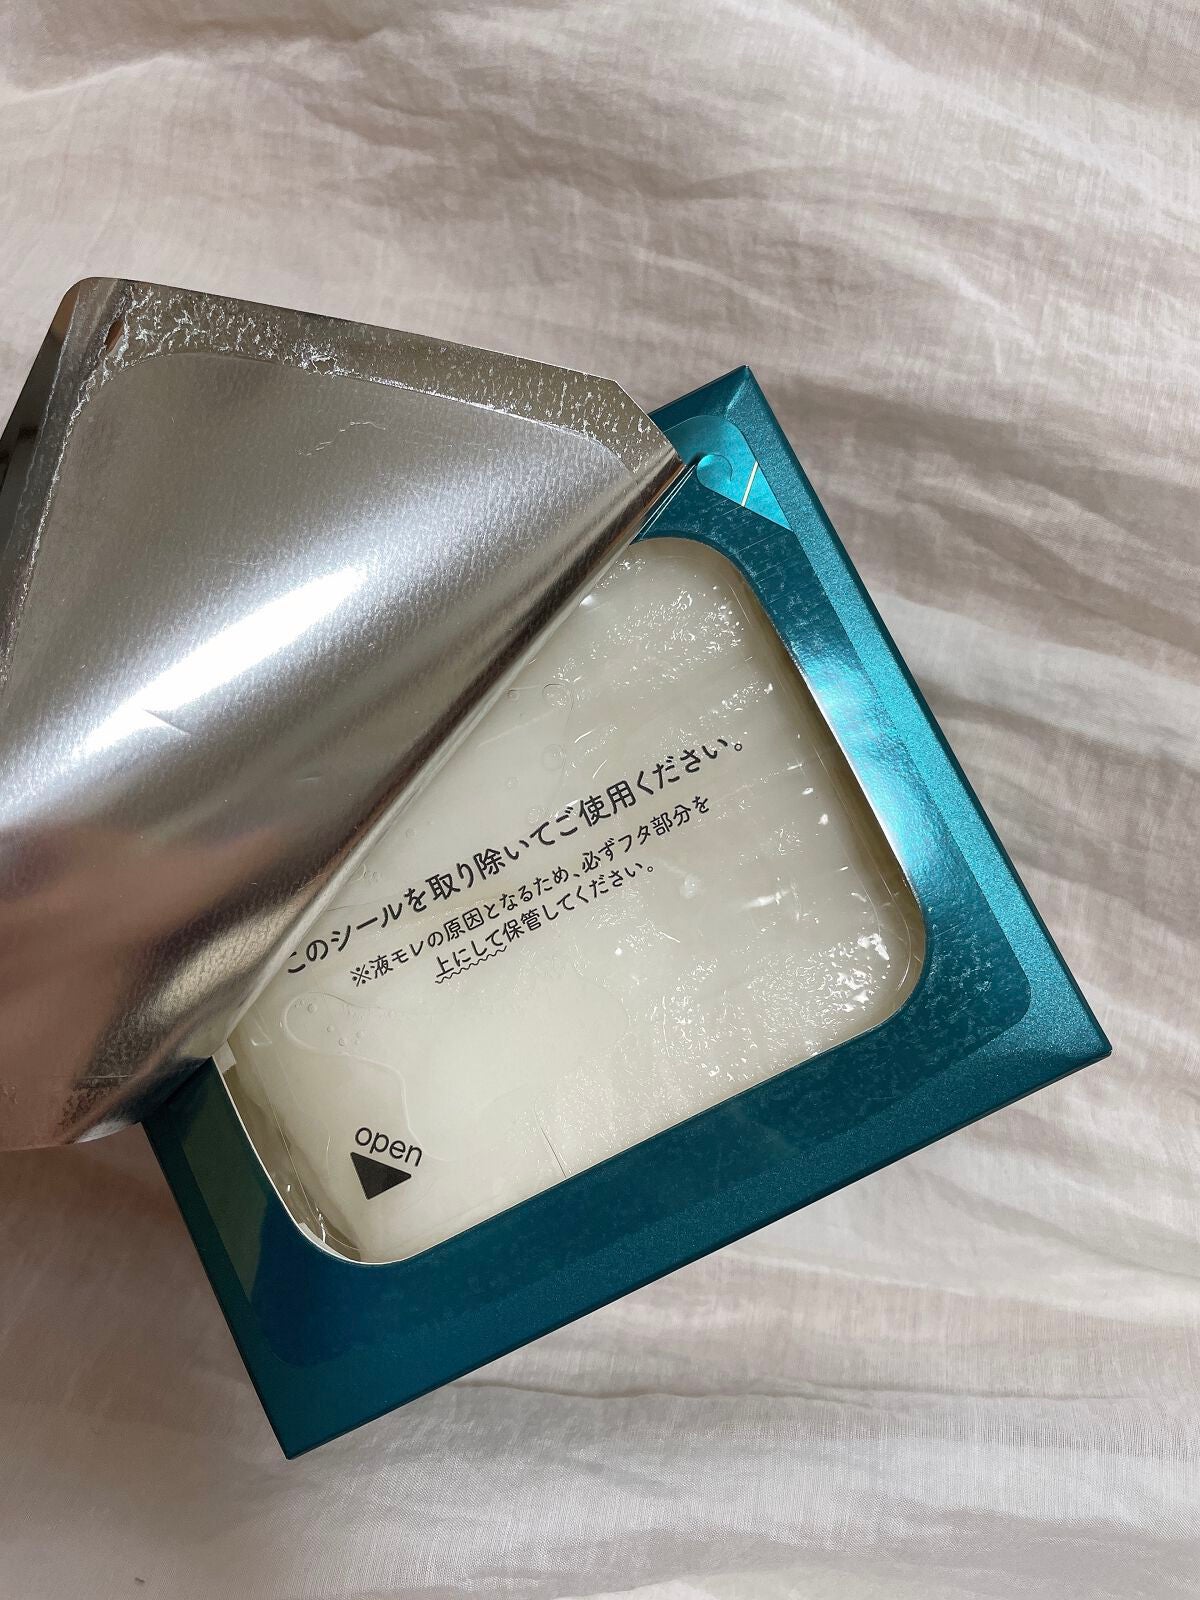 このシールを取り除いてご使用ください。
※液モレの原因となるため、必ずフタ部分を
上にして保管してください。
open